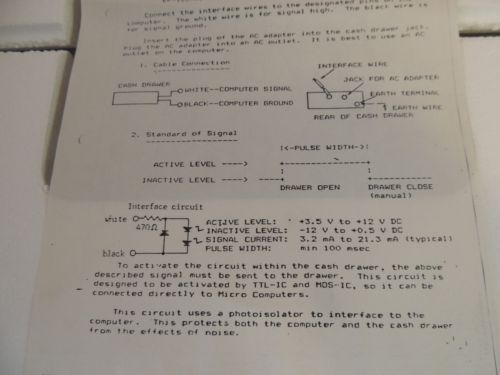 Connect the interface wires to the designated pins on the
computer. The white wire is for signal high. The black wire is
for signal ground.
Insert the plug of the AC adapter into the cash drawer jack.
Plug the AC adapter into an AC outlet. It is best to use an AC
outlet on the computer.
1. Cable Connection
INTERFACE WIRE
CASH DRAWER
JACK FOR AC ADAPTER
WHITE--COMPUTER SIGNAL
EARTH TERMINAL
BLACK--COMPUTER GROUND
EARTH WIRE
REAR OF CASH DRAWER
2. Standard of Signal
|<-PULSE WIDTH->|
ACTIVE LEVEL ---->
INACTIVE LEVEL ---->
DRAWER OPEN
DRAWER CLOSE
(manual)
Interface circuit
white
470Ω
black
ACTIVE LEVEL: +3.5 V to +12 V DC
INACTIVE LEVEL: -12 V to +0.5 V DC
SIGNAL CURRENT: 3.2 mA to 21.3 mA (typical)
PULSE WIDTH: min 100 msec
To activate the circuit within the cash drawer, the above
described signal must be sent to the drawer. This circuit is
designed to be activated by TTL-IC and MOS-IC, so it can be
connected directly to Micro Computers.
This circuit uses a photoisolator to interface to the
computer. This protects both the computer and the cash drawer
from the effects of noise.